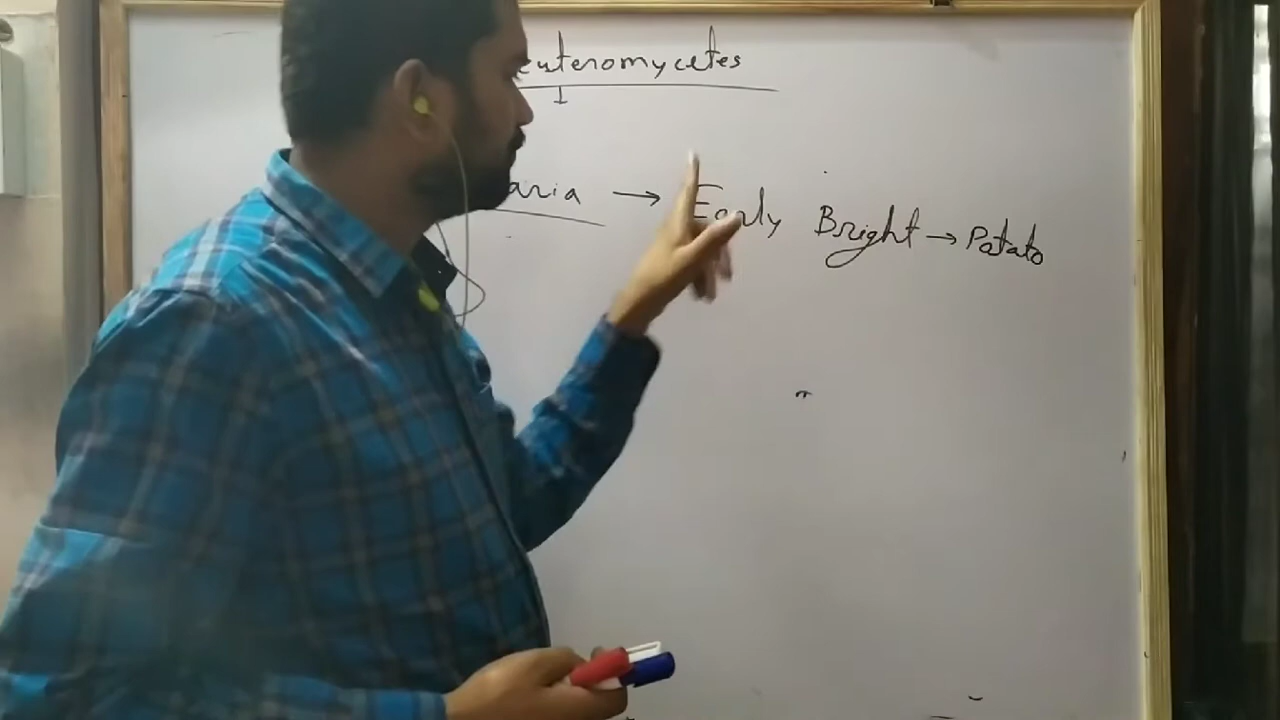 euteromycetes
aria → Early Bright → Potato